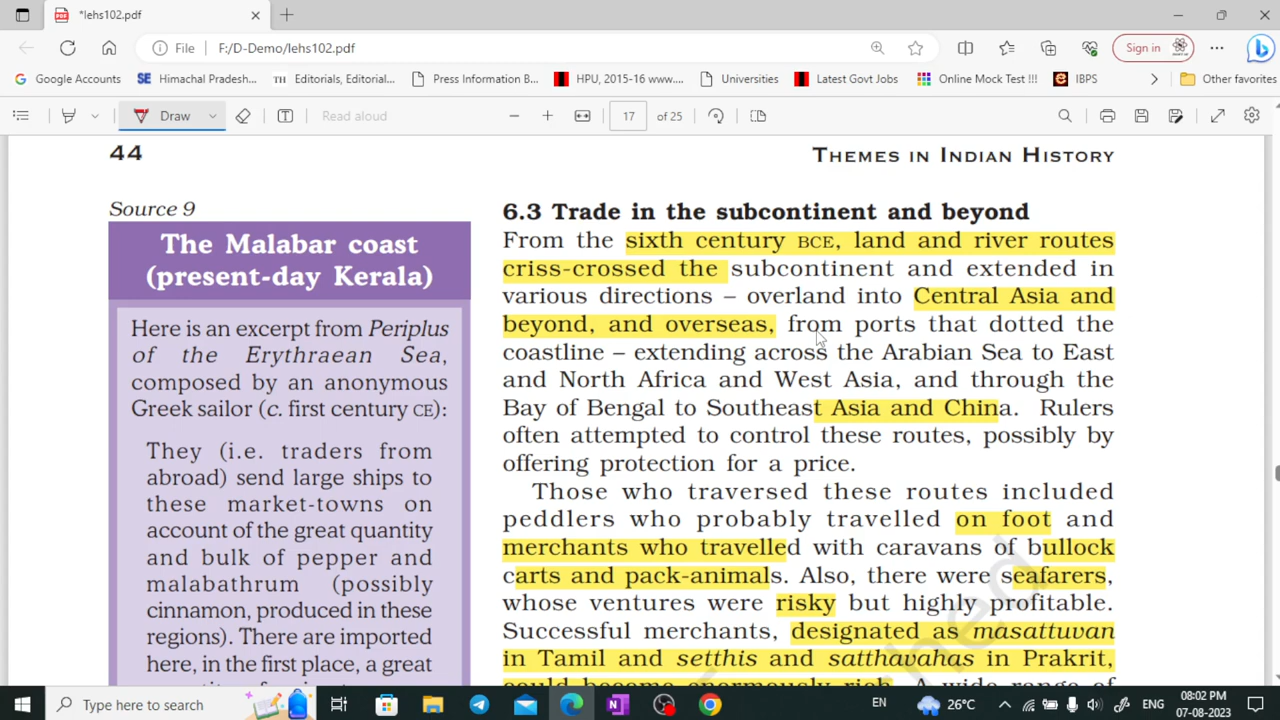 *lehs102.pdf
File
F:/D-Demo/lehs102.pdf
Sign in
Google Accounts
SE Himachal Pradesh...
TH Editorials, Editorial...
Press Information B...
HPU, 2015-16 www....
Universities
Latest Govt Jobs
Online Mock Test !!!
IBPS
Other favorites
Draw
Read aloud
17 of 25
44
THEMES IN INDIAN HISTORY
Source 9
The Malabar coast
(present-day Kerala)
Here is an excerpt from Periplus
of the Erythraean Sea,
composed by an anonymous
Greek sailor (c. first century CE):
They (i.e. traders from
abroad) send large ships to
these market-towns on
account of the great quantity
and bulk of pepper and
malabathrum (possibly
cinnamon, produced in these
regions). There are imported
here, in the first place, a great
6.3 Trade in the subcontinent and beyond
From the sixth century BCE, land and river routes
criss-crossed the subcontinent and extended in
various directions – overland into Central Asia and
beyond, and overseas, from ports that dotted the
coastline – extending across the Arabian Sea to East
and North Africa and West Asia, and through the
Bay of Bengal to Southeast Asia and China. Rulers
often attempted to control these routes, possibly by
offering protection for a price.
Those who traversed these routes included
peddlers who probably travelled on foot and
merchants who travelled with caravans of bullock
carts and pack-animals. Also, there were seafarers,
whose ventures were risky but highly profitable.
Successful merchants, designated as masattuvan
in Tamil and setthis and satthavahas in Prakrit,
could become enormously rich. A wide range of
Type here to search
EN
26°C
ENG
08:02 PM
07-08-2023